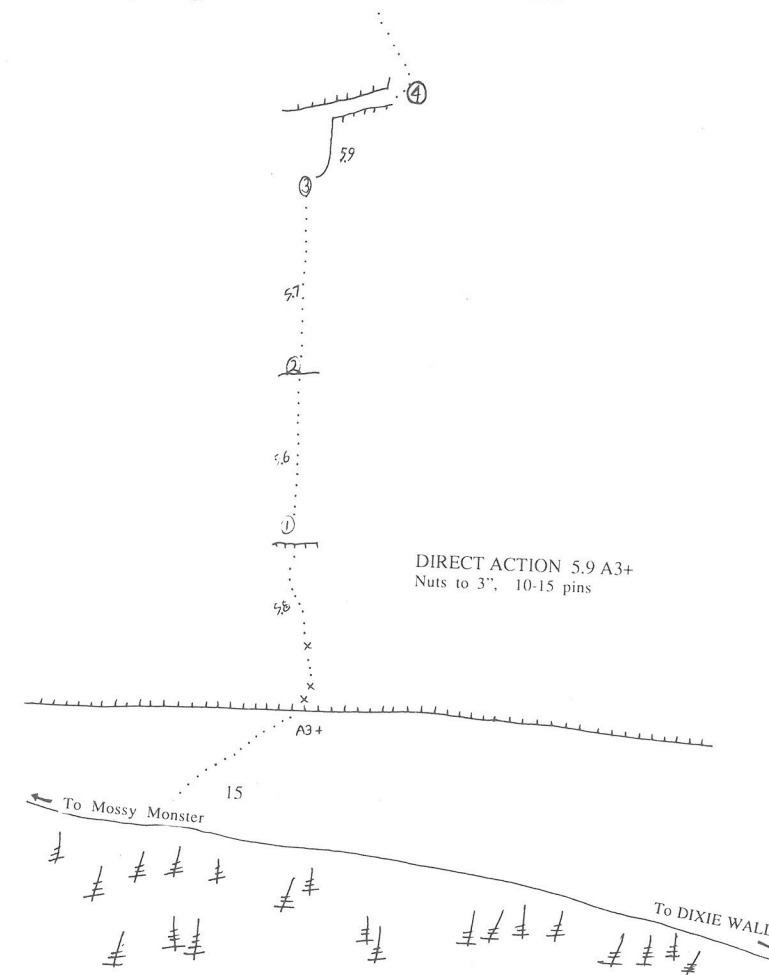 4
5.9
3
5.7
2
5.6
1
DIRECT ACTION 5.9 A3+
Nuts to 3”, 10-15 pins
5.8
x
x
x
A3+
15
To Mossy Monster
To DIXIE WALL